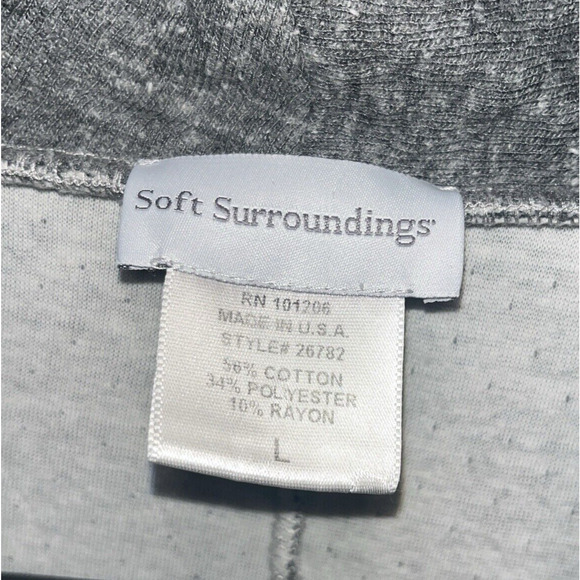 Soft Surroundings®
RN 101206
MADE IN U.S.A.
STYLE# 26782
56% COTTON
34% POLYESTER
10% RAYON
L